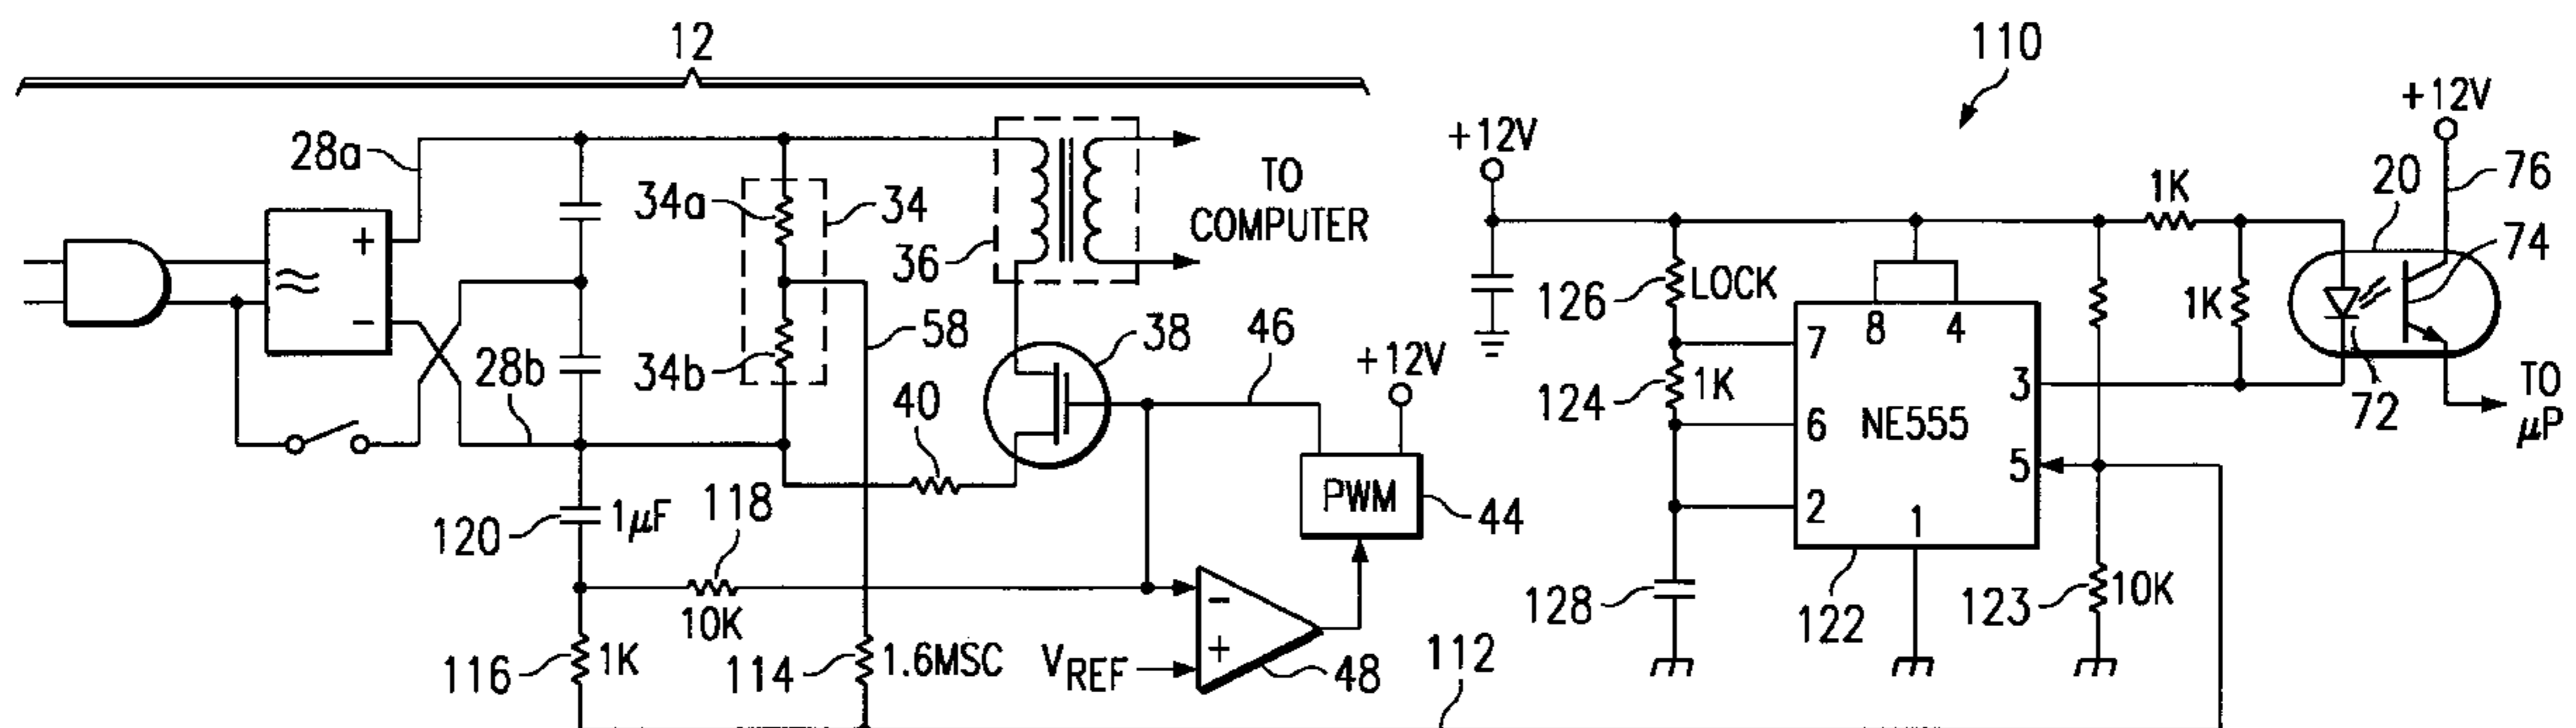 12
110
+12V
+12V
28a
34a
34
TO
COMPUTER
1K
20
76
+
36
126
LOCK
8
4
1K
74
−
28b
34b
58
38
46
+12V
7
124
1K
3
72
TO
μP
40
6
NE555
5
120
1μF
118
PWM
44
2
1
10K
−
128
122
123
10K
116
1K
114
1.6MSC
VREF
+
48
112